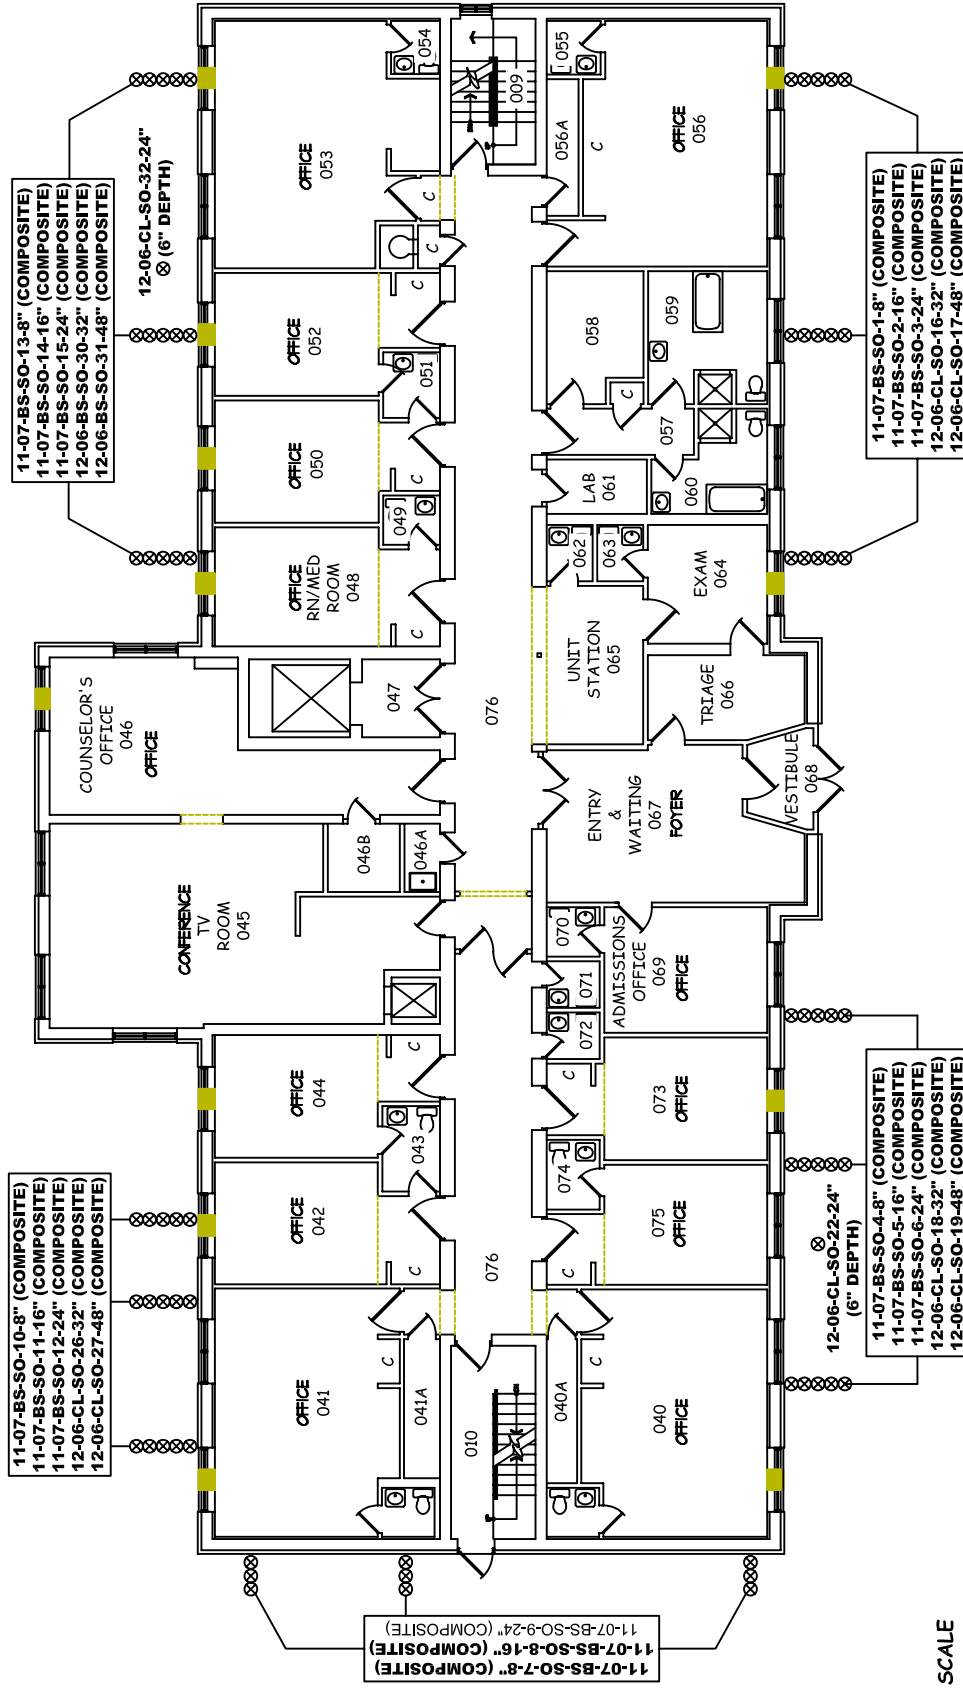 11-07-BS-SO-13-8" (COMPOSITE)
11-07-BS-SO-14-16" (COMPOSITE)
11-07-BS-SO-15-24" (COMPOSITE)
12-06-BS-SO-30-32" (COMPOSITE)
12-06-BS-SO-31-48" (COMPOSITE)
12-06-CL-SO-32-24"
(6" DEPTH)
11-07-BS-SO-10-8" (COMPOSITE)
11-07-BS-SO-11-16" (COMPOSITE)
11-07-BS-SO-12-24" (COMPOSITE)
12-06-CL-SO-26-32" (COMPOSITE)
12-06-CL-SO-27-48" (COMPOSITE)
OFFICE
041
041A
C
OFFICE
042
C
043
OFFICE
044
C
CONFERENCE
TV
ROOM
045
046B
046A
COUNSELOR'S
OFFICE
046
OFFICE
047
OFFICE
RN/MED
ROOM
048
C
049
OFFICE
050
C
051
OFFICE
052
C
C
OFFICE
053
C
054
010
076
076
009
040A
C
040
OFFICE
C
075
OFFICE
074
C
073
OFFICE
072
071
070
ADMISSIONS
OFFICE
069
OFFICE
ENTRY
&
WAITING
067
FOYER
VESTIBULE
068
TRIAGE
066
UNIT
STATION
065
062
063
EXAM
064
LAB
061
060
057
C
058
059
056A
C
055
OFFICE
056
11-07-BS-SO-7-8" (COMPOSITE)
11-07-BS-SO-8-16" (COMPOSITE)
11-07-BS-SO-9-24" (COMPOSITE)
12-06-CL-SO-22-24"
(6" DEPTH)
11-07-BS-SO-4-8" (COMPOSITE)
11-07-BS-SO-5-16" (COMPOSITE)
11-07-BS-SO-6-24" (COMPOSITE)
12-06-CL-SO-18-32" (COMPOSITE)
12-06-CL-SO-19-48" (COMPOSITE)
11-07-BS-SO-1-8" (COMPOSITE)
11-07-BS-SO-2-16" (COMPOSITE)
11-07-BS-SO-3-24" (COMPOSITE)
12-06-CL-SO-16-32" (COMPOSITE)
12-06-CL-SO-17-48" (COMPOSITE)
SCALE